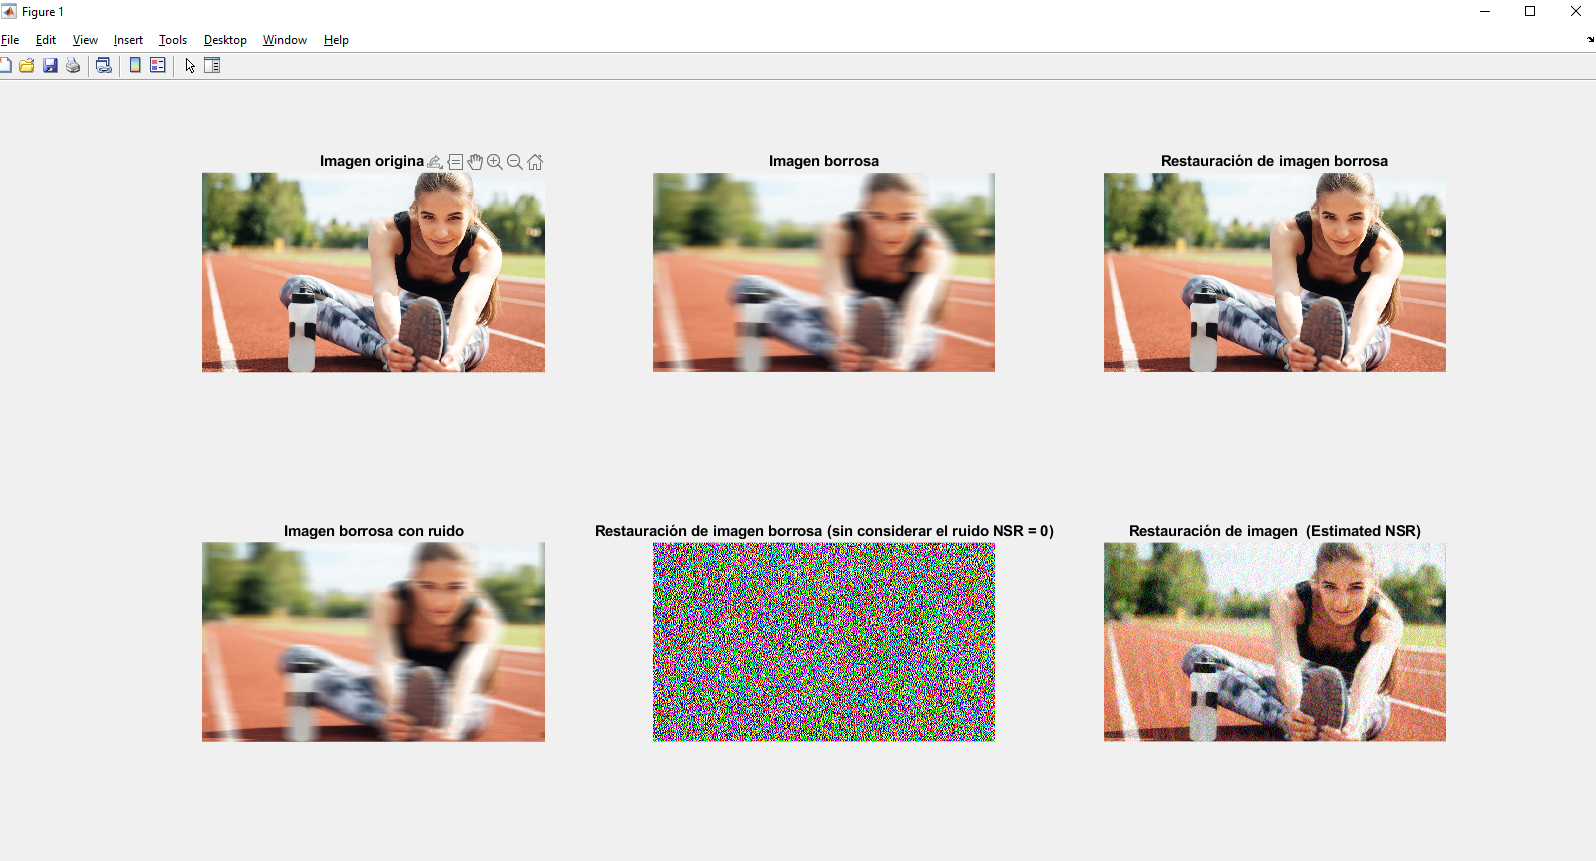 Figure 1
File Edit View Insert Tools Desktop Window Help
Imagen origina
Imagen borrosa
Restauración de imagen borrosa
Imagen borrosa con ruido
Restauración de imagen borrosa (sin considerar el ruido NSR = 0)
Restauración de imagen (Estimated NSR)